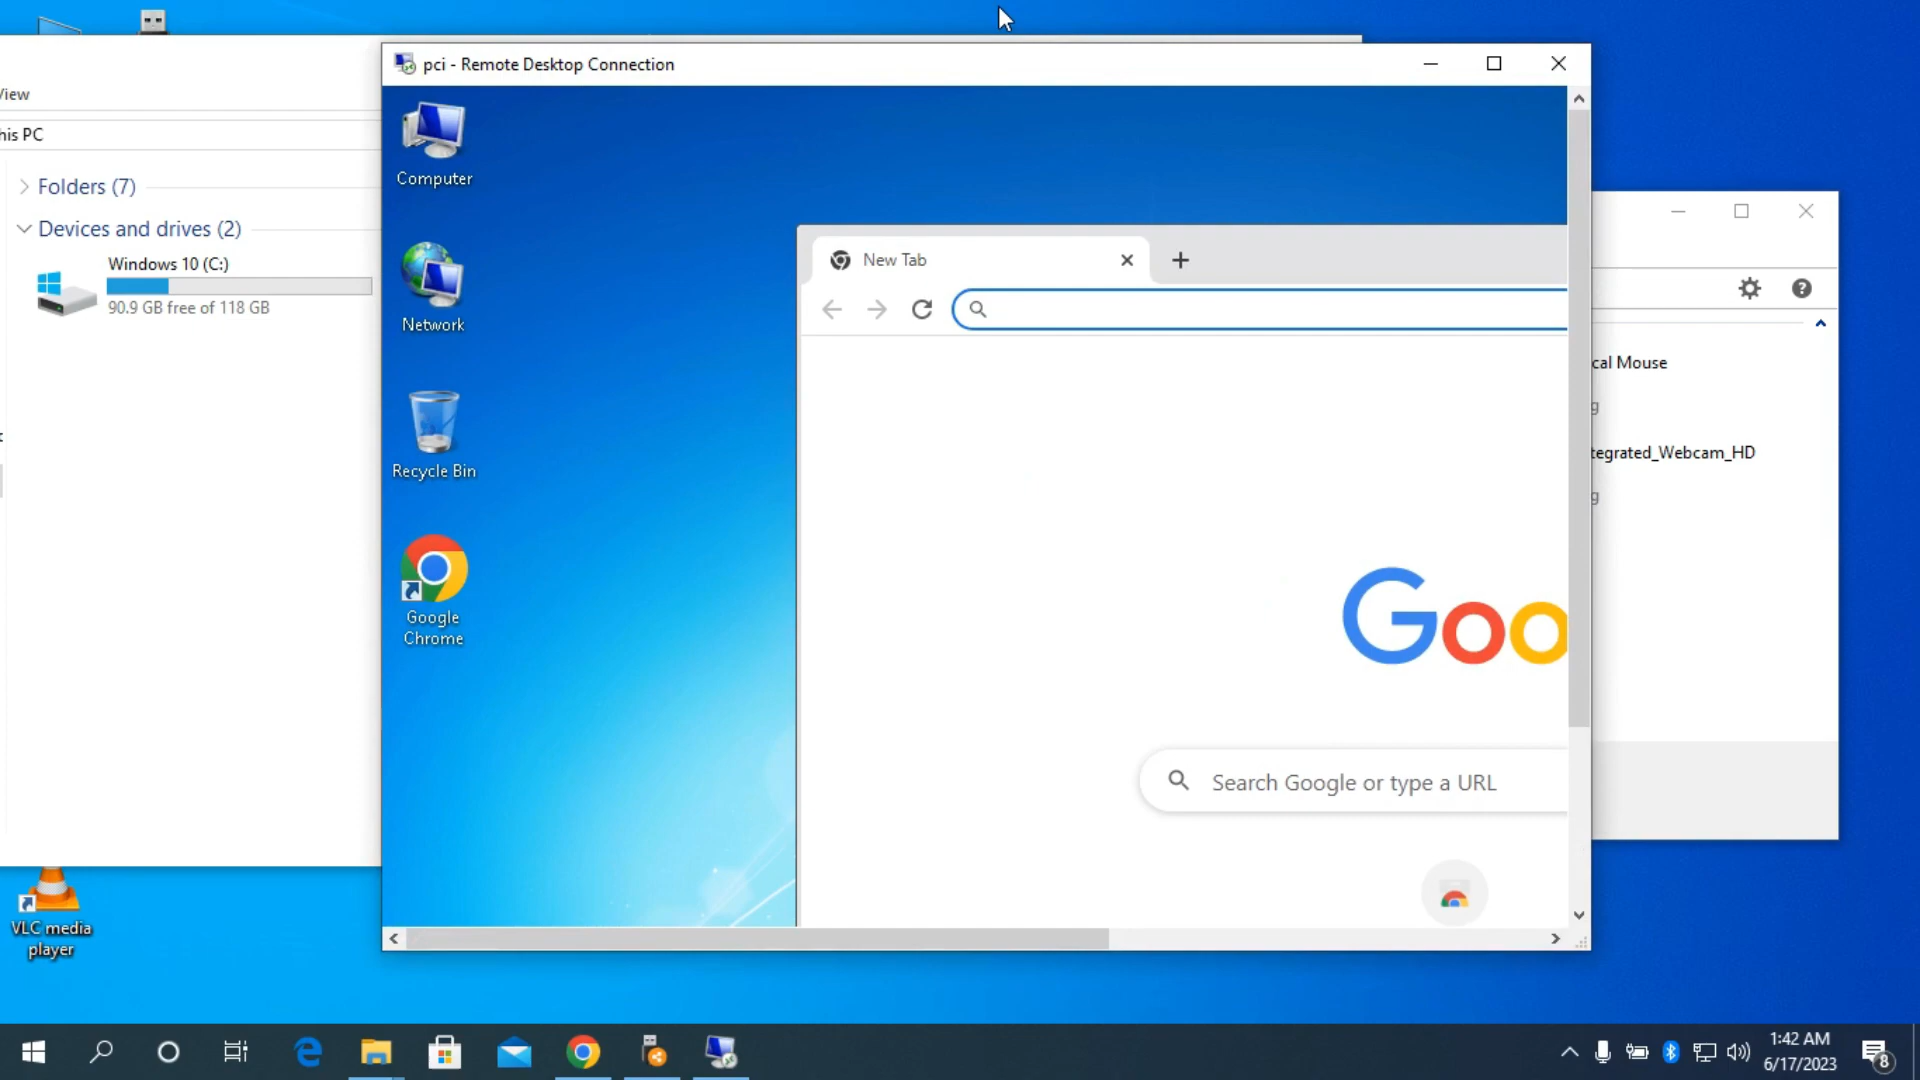 View
his PC
Folders (7)
Devices and drives (2)
Windows 10 (C:)
90.9 GB free of 118 GB
pci - Remote Desktop Connection
Computer
Network
Recycle Bin
Google
Chrome
New Tab
Goo
Search Google or type a URL
cal Mouse
g
tegrated_Webcam_HD
g
VLC media
player
1:42 AM
6/17/2023
8